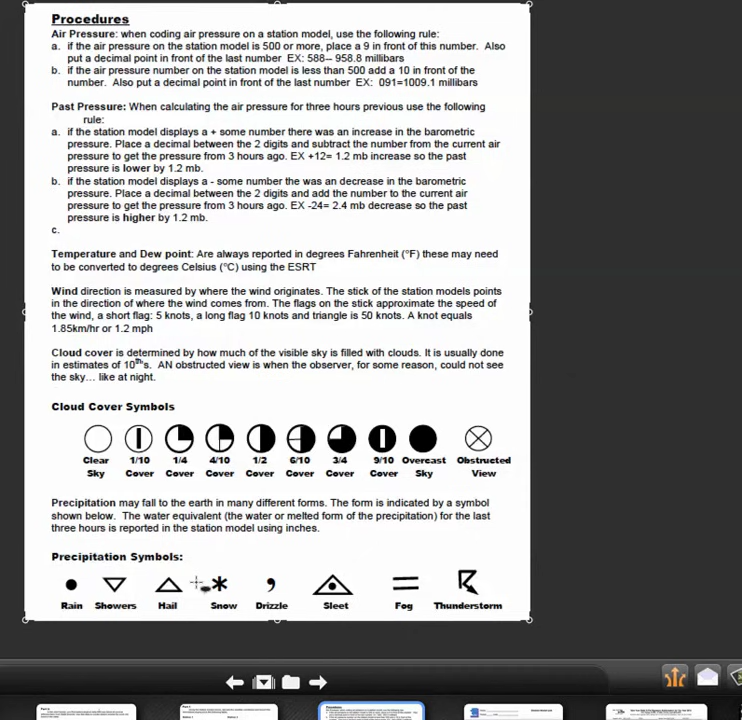 Procedures
Air Pressure: when coding air pressure on a station model, use the following rule:
a. if the air pressure on the station model is 500 or more, place a 9 in front of this number. Also
put a decimal point in front of the last number EX: 588-- 958.8 millibars
b. if the air pressure number on the station model is less than 500 add a 10 in front of the
number. Also put a decimal point in front of the last number EX: 091=1009.1 millibars
Past Pressure: When calculating the air pressure for three hours previous use the following
rule:
a. if the station model displays a + some number there was an increase in the barometric
pressure. Place a decimal between the 2 digits and subtract the number from the current air
pressure to get the pressure from 3 hours ago. EX +12= 1.2 mb increase so the past
pressure is lower by 1.2 mb.
b. if the station model displays a - some number the was an decrease in the barometric
pressure. Place a decimal between the 2 digits and add the number to the current air
pressure to get the pressure from 3 hours ago. EX -24= 2.4 mb decrease so the past
pressure is higher by 1.2 mb.
c.
Temperature and Dew point: Are always reported in degrees Fahrenheit (°F) these may need
to be converted to degrees Celsius (°C) using the ESRT
Wind direction is measured by where the wind originates. The stick of the station models points
in the direction of where the wind comes from. The flags on the stick approximate the speed of
the wind, a short flag: 5 knots, a long flag 10 knots and triangle is 50 knots. A knot equals
1.85km/hr or 1.2 mph
Cloud cover is determined by how much of the visible sky is filled with clouds. It is usually done
in estimates of 10th's. AN obstructed view is when the observer, for some reason, could not see
the sky... like at night.
Cloud Cover Symbols
Clear 1/10 1/4 4/10 1/2 6/10 3/4 9/10 Overcast Obstructed
Sky Cover Cover Cover Cover Cover Cover Cover Sky View
Precipitation may fall to the earth in many different forms. The form is indicated by a symbol
shown below. The water equivalent (the water or melted form of the precipitation) for the last
three hours is reported in the station model using inches.
Precipitation Symbols:
Rain Showers Hail Snow Drizzle Sleet Fog Thunderstorm